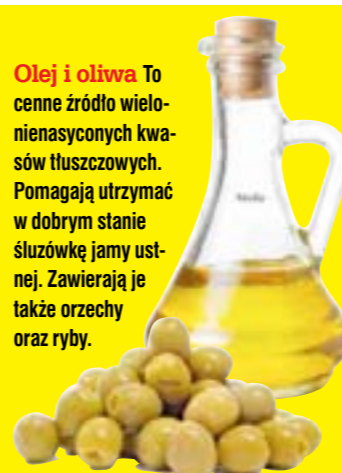 Olej i oliwa To
cenne źródło wielo-
nienasyconych kwa-
sów tłuszczowych.
Pomagają utrzymać
w dobrym stanie
śluzówkę jamy ust-
nej. Zawierają je
także orzechy
oraz ryby.